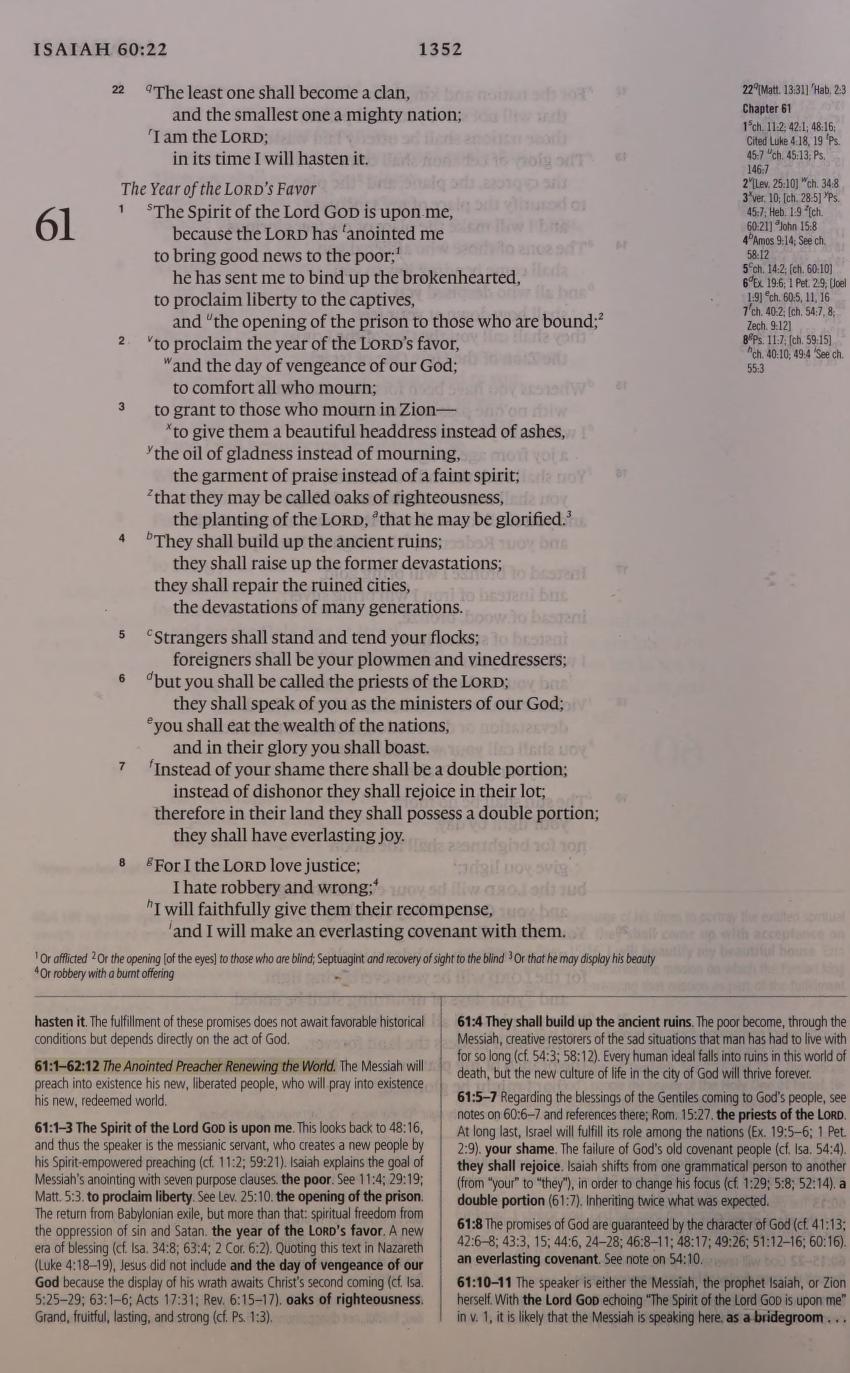 ISAIAH 60:22
1352
22 qThe least one shall become a clan,
and the smallest one a mighty nation;
rI am the LORD;
in its time I will hasten it.
The Year of the LORD'S Favor
61
1 sThe Spirit of the Lord GOD is upon me,
because the LORD has tanointed me
to bring good news to the poor;1
he has sent me to bind up the brokenhearted,
to proclaim liberty to the captives,
and uthe opening of the prison to those who are bound;2
2 vto proclaim the year of the LORD'S favor,
wand the day of vengeance of our God;
to comfort all who mourn;
3 to grant to those who mourn in Zion—
xto give them a beautiful headdress instead of ashes,
ythe oil of gladness instead of mourning,
the garment of praise instead of a faint spirit;
zthat they may be called oaks of righteousness,
the planting of the LORD, athat he may be glorified.3
4 bThey shall build up the ancient ruins;
they shall raise up the former devastations;
they shall repair the ruined cities,
the devastations of many generations.
5 cStrangers shall stand and tend your flocks;
foreigners shall be your plowmen and vinedressers;
6 dbut you shall be called the priests of the LORD;
they shall speak of you as the ministers of our God;
eyou shall eat the wealth of the nations,
and in their glory you shall boast.
7 fInstead of your shame there shall be a double portion;
instead of dishonor they shall rejoice in their lot;
therefore in their land they shall possess a double portion;
they shall have everlasting joy.
8 gFor I the LORD love justice;
I hate robbery and wrong;4
hI will faithfully give them their recompense,
iand I will make an everlasting covenant with them.
22q[Matt. 13:31] rHab. 2:3
Chapter 61
1sch. 11:2; 42:1; 48:16;
Cited Luke 4:18, 19 tPs.
45:7 uch. 45:13; Ps.
146:7
2v[Lev. 25:10] wch. 34:8
3xver. 10; [ch. 28:5] yPs.
45:7; Heb. 1:9 z[ch.
60:21] aJohn 15:8
4bAmos 9:14; See ch.
58:12
5cch. 14:2; [ch. 60:10]
6dEx. 19:6; 1 Pet. 2:9; [Joel
1:9] ech. 60:5, 11, 16
7fch. 40:2; [ch. 54:7, 8;
Zech. 9:12]
8gPs. 11:7; [ch. 59:15]
hch. 40:10; 49:4 iSee ch.
55:3
1 Or afflicted 2 Or the opening [of the eyes] to those who are blind; Septuagint and recovery of sight to the blind 3 Or that he may display his beauty
4 Or robbery with a burnt offering
hasten it. The fulfillment of these promises does not await favorable historical
conditions but depends directly on the act of God.
61:1–62:12 The Anointed Preacher Renewing the World. The Messiah will
preach into existence his new, liberated people, who will pray into existence
his new, redeemed world.
61:1–3 The Spirit of the Lord GOD is upon me. This looks back to 48:16,
and thus the speaker is the messianic servant, who creates a new people by
his Spirit-empowered preaching (cf. 11:2; 59:21). Isaiah explains the goal of
Messiah's anointing with seven purpose clauses. the poor. See 11:4; 29:19;
Matt. 5:3. to proclaim liberty. See Lev. 25:10. the opening of the prison.
The return from Babylonian exile, but more than that: spiritual freedom from
the oppression of sin and Satan. the year of the LORD'S favor. A new
era of blessing (cf. Isa. 34:8; 63:4; 2 Cor. 6:2). Quoting this text in Nazareth
(Luke 4:18–19), Jesus did not include and the day of vengeance of our
God because the display of his wrath awaits Christ's second coming (cf. Isa.
5:25–29; 63:1–6; Acts 17:31; Rev. 6:15–17). oaks of righteousness.
Grand, fruitful, lasting, and strong (cf. Ps. 1:3).
61:4 They shall build up the ancient ruins. The poor become, through the
Messiah, creative restorers of the sad situations that man has had to live with
for so long (cf. 54:3; 58:12). Every human ideal falls into ruins in this world of
death, but the new culture of life in the city of God will thrive forever.
61:5–7 Regarding the blessings of the Gentiles coming to God's people, see
notes on 60:6–7 and references there; Rom. 15:27. the priests of the LORD.
At long last, Israel will fulfill its role among the nations (Ex. 19:5–6; 1 Pet.
2:9). your shame. The failure of God's old covenant people (cf. Isa. 54:4).
they shall rejoice. Isaiah shifts from one grammatical person to another
(from "your" to "they"), in order to change his focus (cf. 1:29; 5:8; 52:14). a
double portion (61:7). Inheriting twice what was expected.
61:8 The promises of God are guaranteed by the character of God (cf. 41:13;
42:6–8; 43:3, 15; 44:6, 24–28; 46:8–11; 48:17; 49:26; 51:12–16; 60:16).
an everlasting covenant. See note on 54:10.
61:10–11 The speaker is either the Messiah, the prophet Isaiah, or Zion
herself. With the Lord GOD echoing "The Spirit of the Lord GOD is upon me"
in v. 1, it is likely that the Messiah is speaking here. as a bridegroom . . .